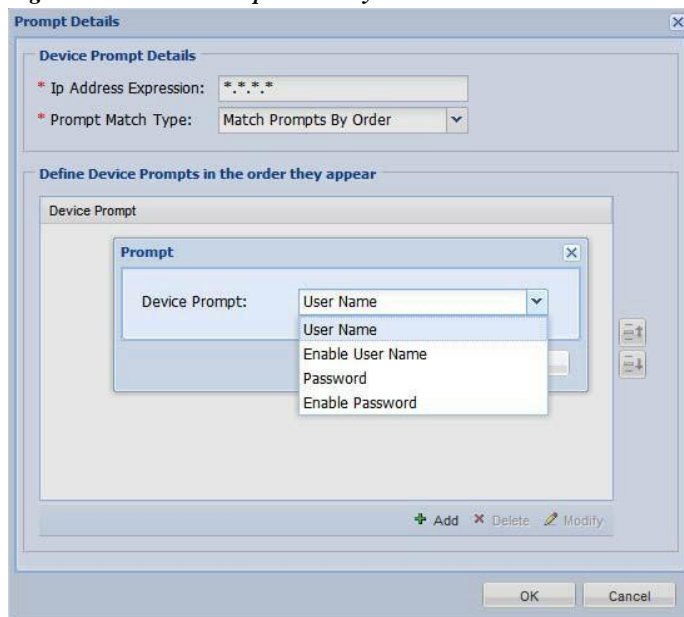 Prompt Details
Device Prompt Details
* Ip Address Expression: *.*.*.*
* Prompt Match Type: Match Prompts By Order
Define Device Prompts in the order they appear
Device Prompt
Prompt
Device Prompt: User Name
User Name
Enable User Name
Password
Enable Password
Add Delete Modify
OK Cancel